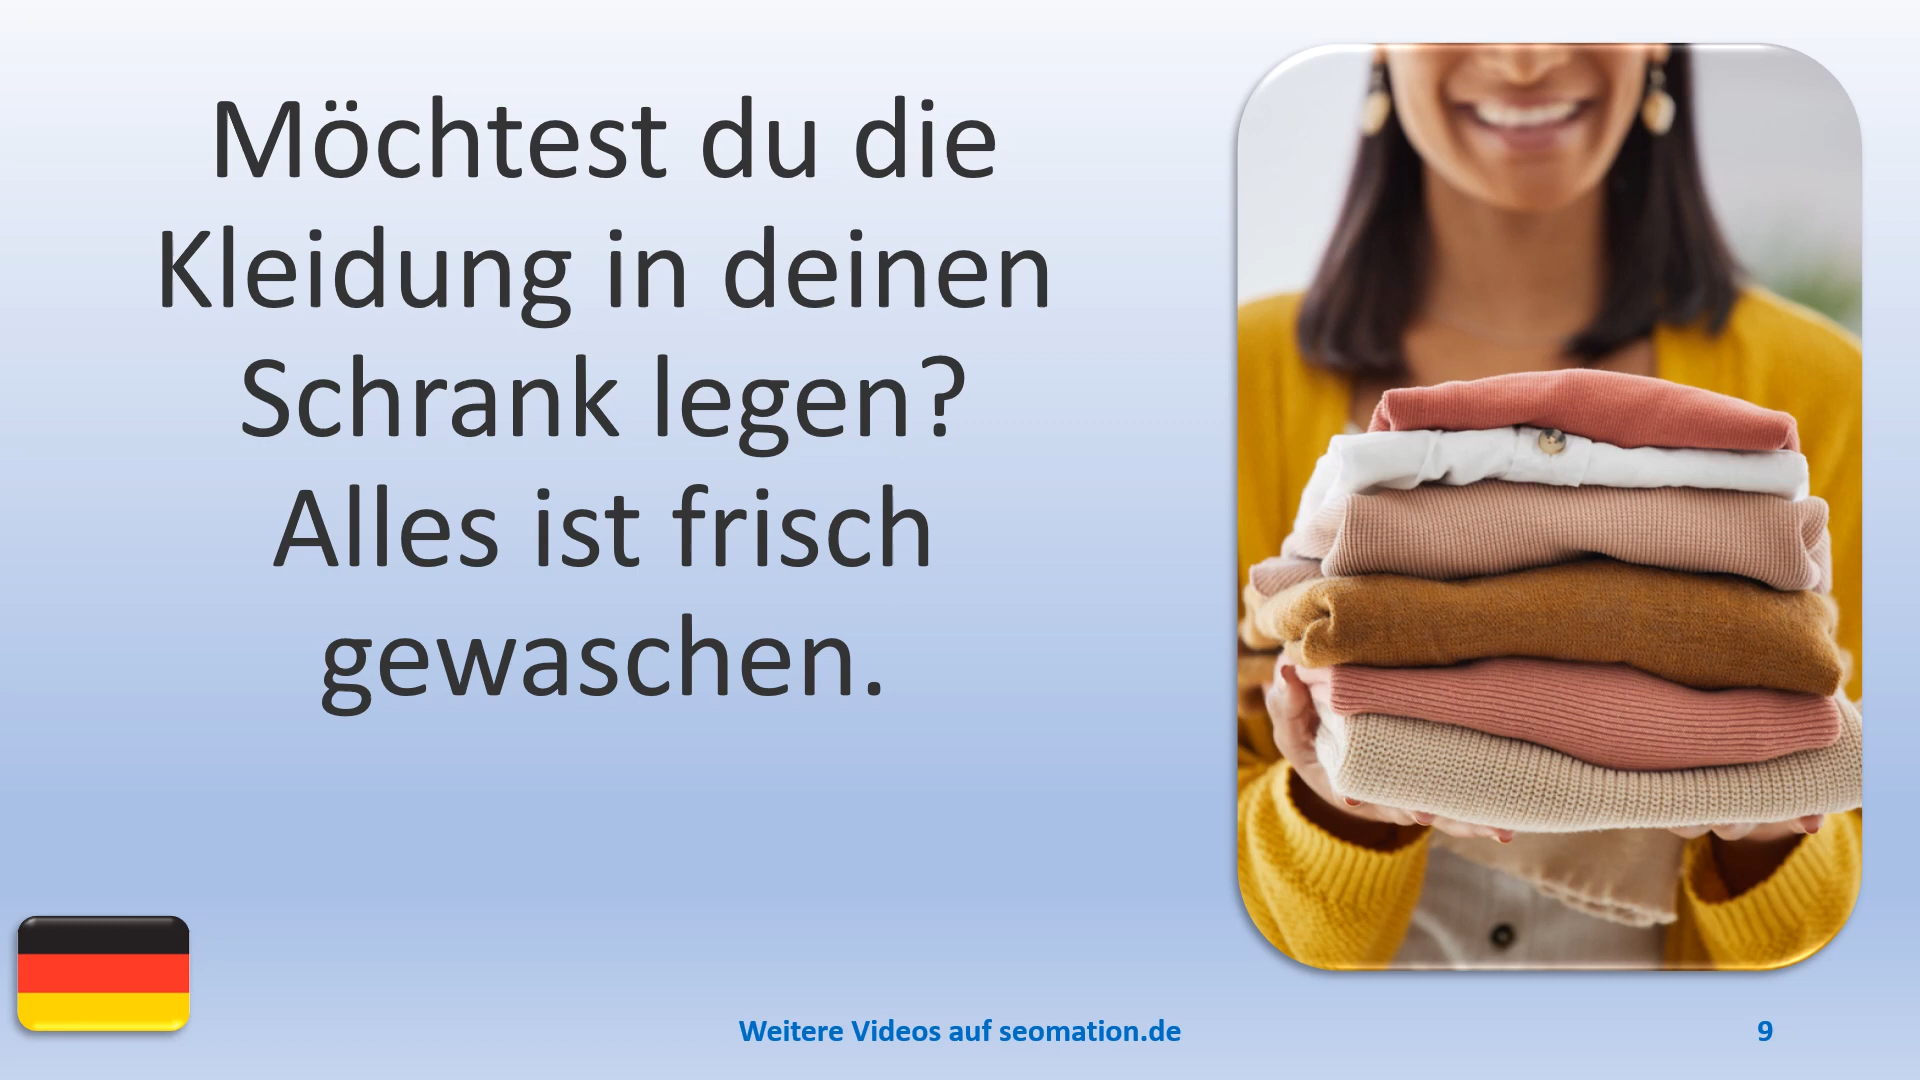 Möchtest du die
Kleidung in deinen
Schrank legen?
Alles ist frisch
gewaschen.
Weitere Videos auf seomation.de
9